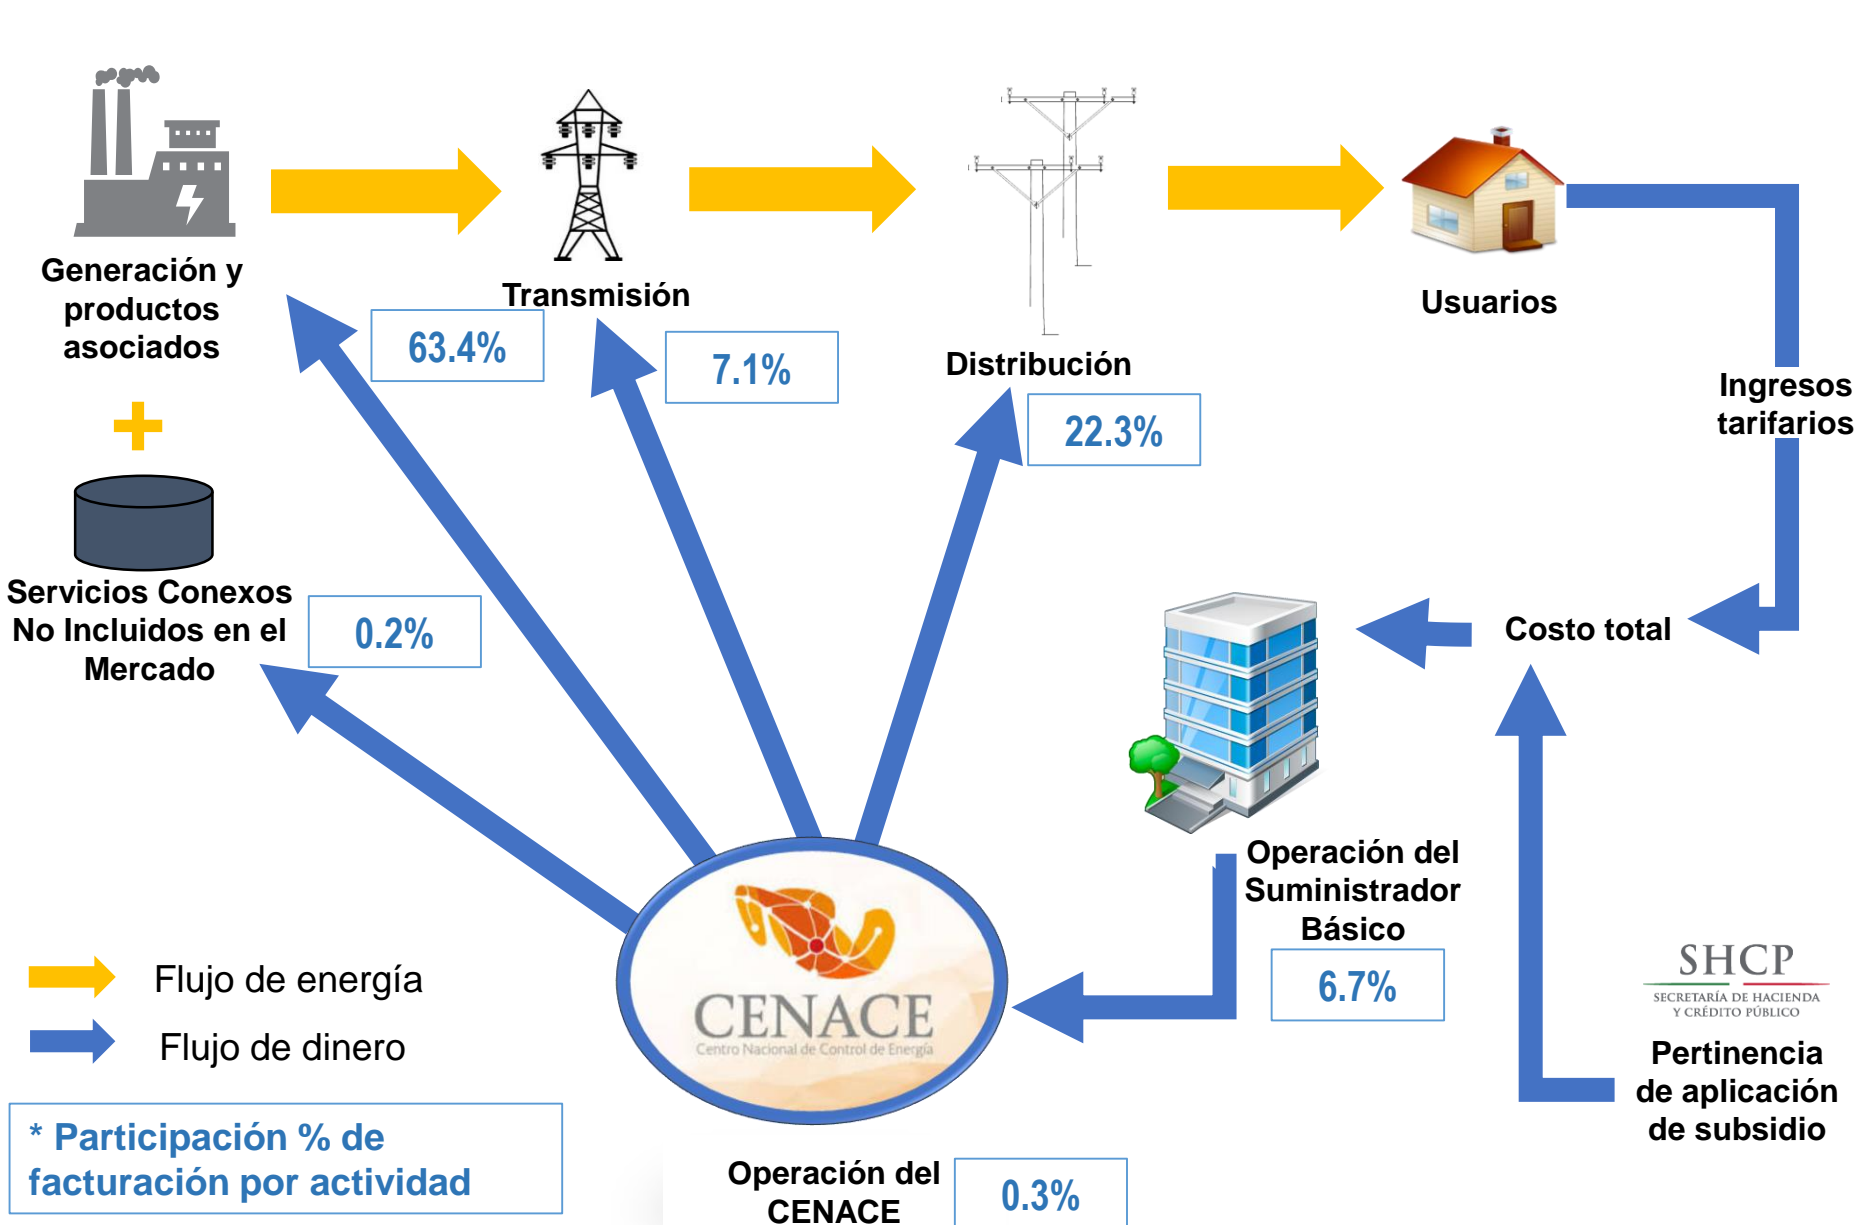 Generación y
productos
asociados
Transmisión
Distribución
Usuarios
63.4%
7.1%
22.3%
Ingresos
tarifarios
Servicios Conexos
No Incluidos en el
Mercado
0.2%
Costo total
Operación del
Suministrador
Básico
6.7%
CENACE
Centro Nacional de Control de Energía
SHCP
SECRETARÍA DE HACIENDA
Y CRÉDITO PÚBLICO
Pertinencia
de aplicación
de subsidio
Flujo de energía
Flujo de dinero
* Participación % de
facturación por actividad
Operación del
CENACE
0.3%